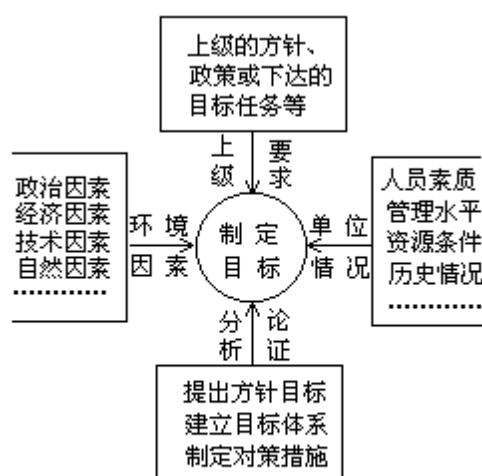 上级的方针、
政策或下达的
目标任务等
上级
要求
政治因素
经济因素
技术因素
自然因素
…………
环境
因素
制定
目标
单位
情况
人员素质
管理水平
资源条件
历史情况
…………
分析
论证
提出方针目标
建立目标体系
制定对策措施